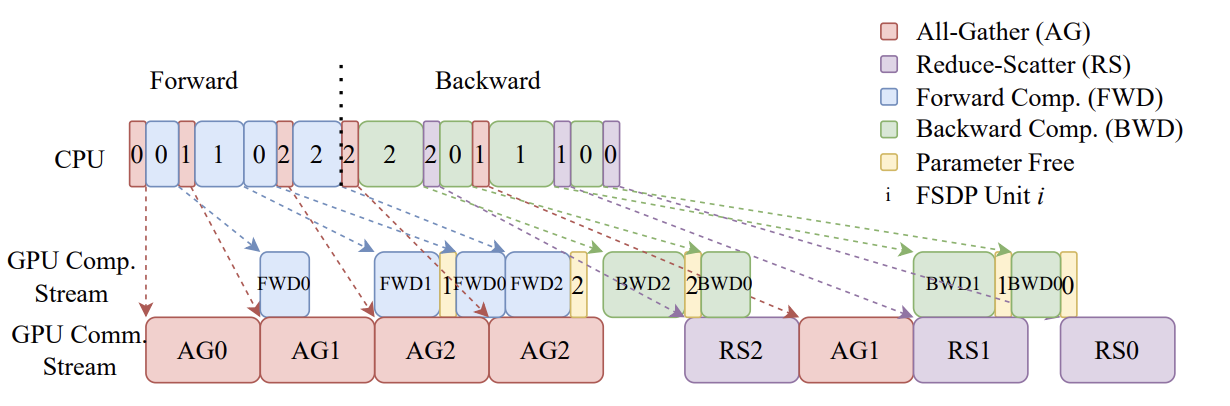 All-Gather (AG)
Reduce-Scatter (RS)
Forward Comp. (FWD)
Backward Comp. (BWD)
Parameter Free
i FSDP Unit i
Forward Backward
CPU 0 0 1 1 0 2 2 2 2 2 0 1 1 1 0 0
GPU Comp.
Stream
FWD0 FWD1 1 FWD0 FWD2 2 BWD2 2 BWD0 BWD1 1 BWD0 0
GPU Comm.
Stream
AG0 AG1 AG2 AG2 RS2 AG1 RS1 RS0